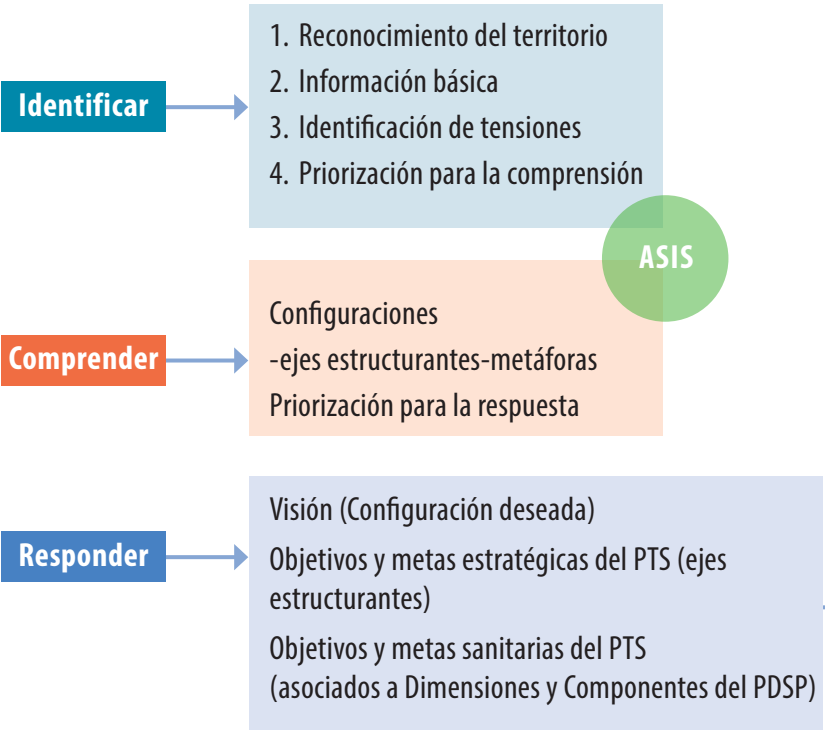 Identificar
1. Reconocimiento del territorio
2. Información básica
3. Identificación de tensiones
4. Priorización para la comprensión
ASIS
Comprender
Configuraciones
-ejes estructurantes-metáforas
Priorización para la respuesta
Responder
Visión (Configuración deseada)
Objetivos y metas estratégicas del PTS (ejes
estructurantes)
Objetivos y metas sanitarias del PTS
(asociados a Dimensiones y Componentes del PDSP)